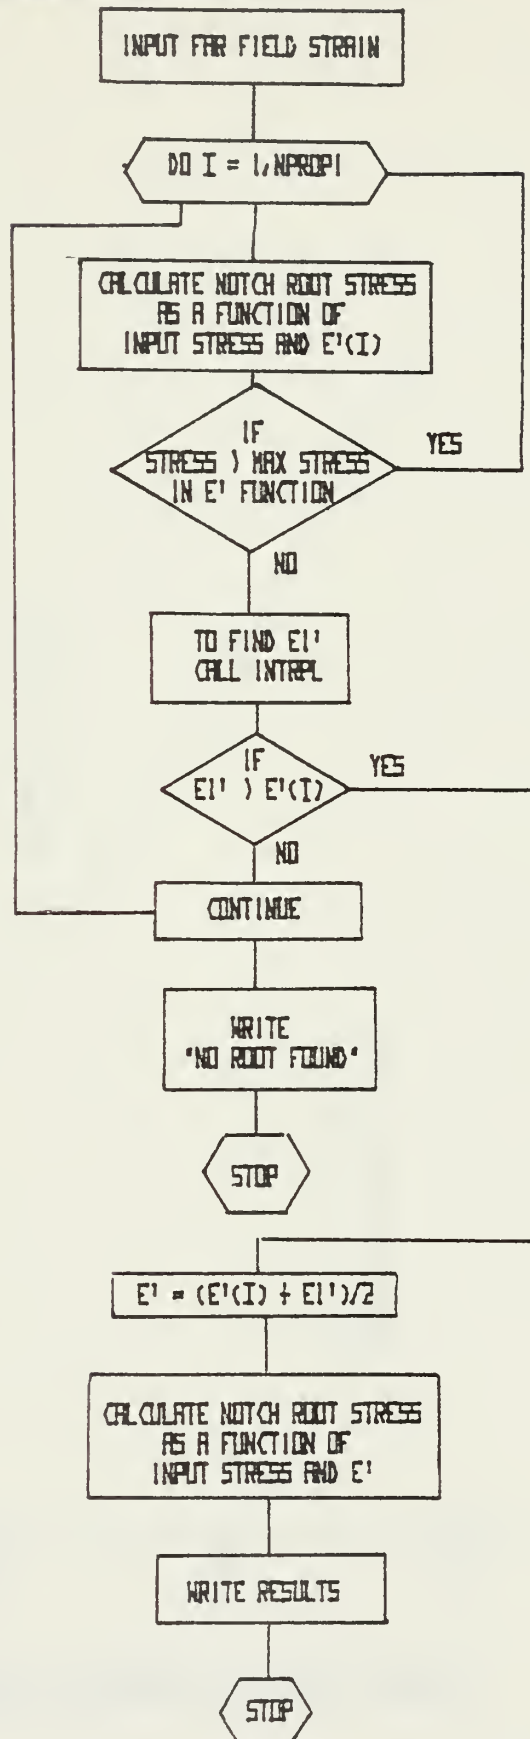 INPUT FAR FIELD STRAIN
DO I = 1,NPROP1
CALCULATE NOTCH ROOT STRESS
AS A FUNCTION OF
INPUT STRESS AND E'(I)
IF
STRESS > MAX STRESS
IN E' FUNCTION
YES
NO
TO FIND E1'
CALL INTRPL
IF
E1' > E'(I)
YES
NO
CONTINUE
WRITE
"NO ROOT FOUND"
STOP
E' = (E'(I) + E1')/2
CALCULATE NOTCH ROOT STRESS
AS A FUNCTION OF
INPUT STRESS AND E'
WRITE RESULTS
STOP